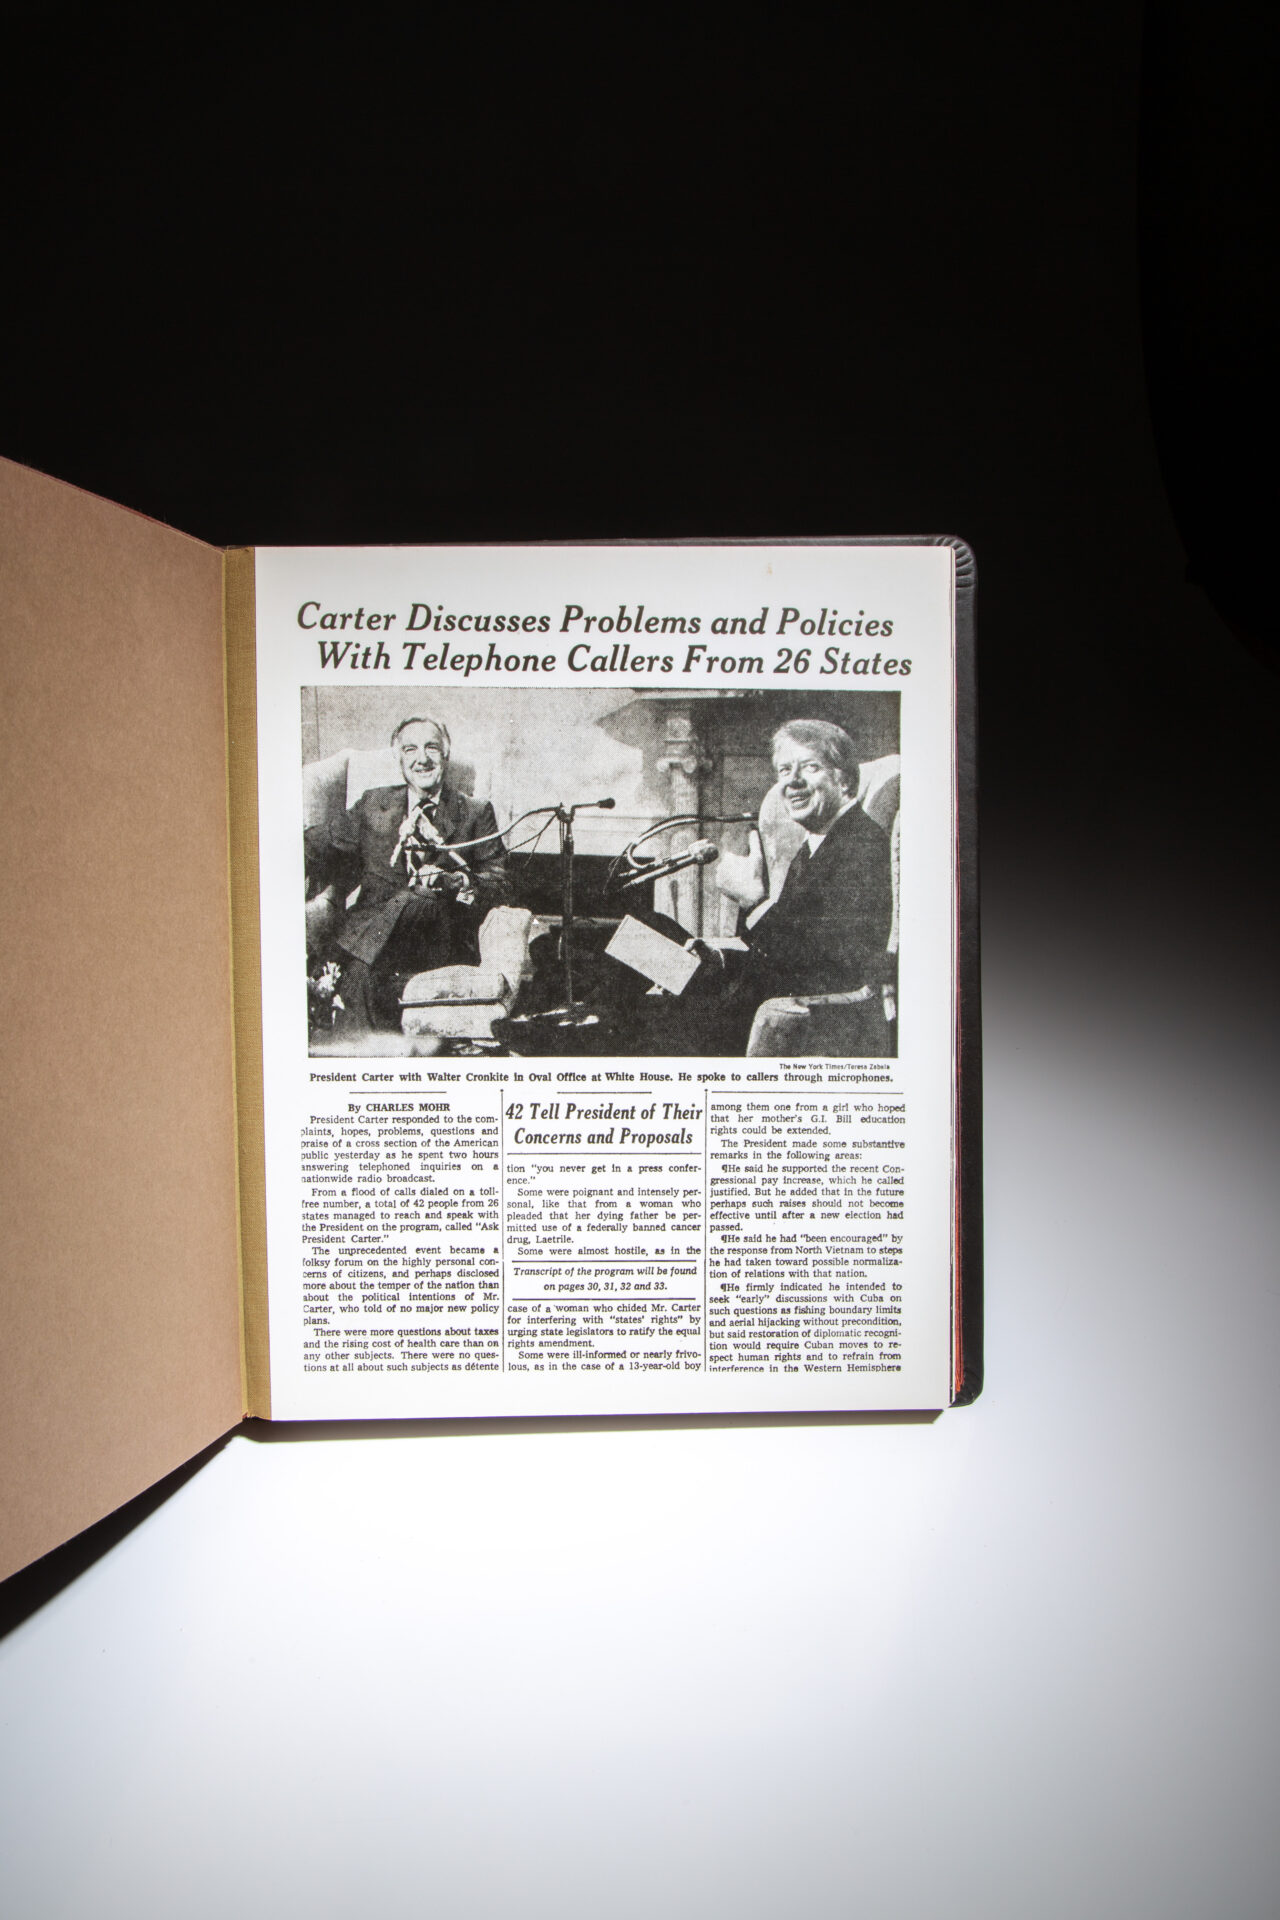 Carter Discusses Problems and Policies
With Telephone Callers From 26 States
The New York Times/Teresa Zabala
President Carter with Walter Cronkite in Oval Office at White House. He spoke to callers through microphones.
By CHARLES MOHR
President Carter responded to the com-
plaints, hopes, problems, questions and
praise of a cross section of the American
public yesterday as he spent two hours
answering telephoned inquiries on a
nationwide radio broadcast.
From a flood of calls dialed on a toll-
free number, a total of 42 people from 26
states managed to reach and speak with
the President on the program, called "Ask
President Carter."
The unprecedented event became a
folksy forum on the highly personal con-
cerns of citizens, and perhaps disclosed
more about the temper of the nation than
about the political intentions of Mr.
Carter, who told of no major new policy
plans.
There were more questions about taxes
and the rising cost of health care than on
any other subjects. There were no ques-
tions at all about such subjects as détente
42 Tell President of Their
Concerns and Proposals
tion "you never get in a press confer-
ence."
Some were poignant and intensely per-
sonal, like that from a woman who
pleaded that her dying father be per-
mitted use of a federally banned cancer
drug, Laetrile.
Some were almost hostile, as in the
Transcript of the program will be found
on pages 30, 31, 32 and 33.
case of a woman who chided Mr. Carter
for interfering with "states' rights" by
urging state legislators to ratify the equal
rights amendment.
Some were ill-informed or nearly frivo-
lous, as in the case of a 13-year-old boy
among them one from a girl who hoped
that her mother's G.I. Bill education
rights could be extended.
The President made some substantive
remarks in the following areas:
¶He said he supported the recent Con-
gressional pay increase, which he called
justified. But he added that in the future
perhaps such raises should not become
effective until after a new election had
passed.
¶He said he had "been encouraged" by
the response from North Vietnam to steps
he had taken toward possible normaliza-
tion of relations with that nation.
¶He firmly indicated he intended to
seek "early" discussions with Cuba on
such questions as fishing boundary limits
and aerial hijacking without precondition,
but said restoration of diplomatic recogni-
tion would require Cuban moves to re-
spect human rights and to refrain from
interference in the Western Hemisphere